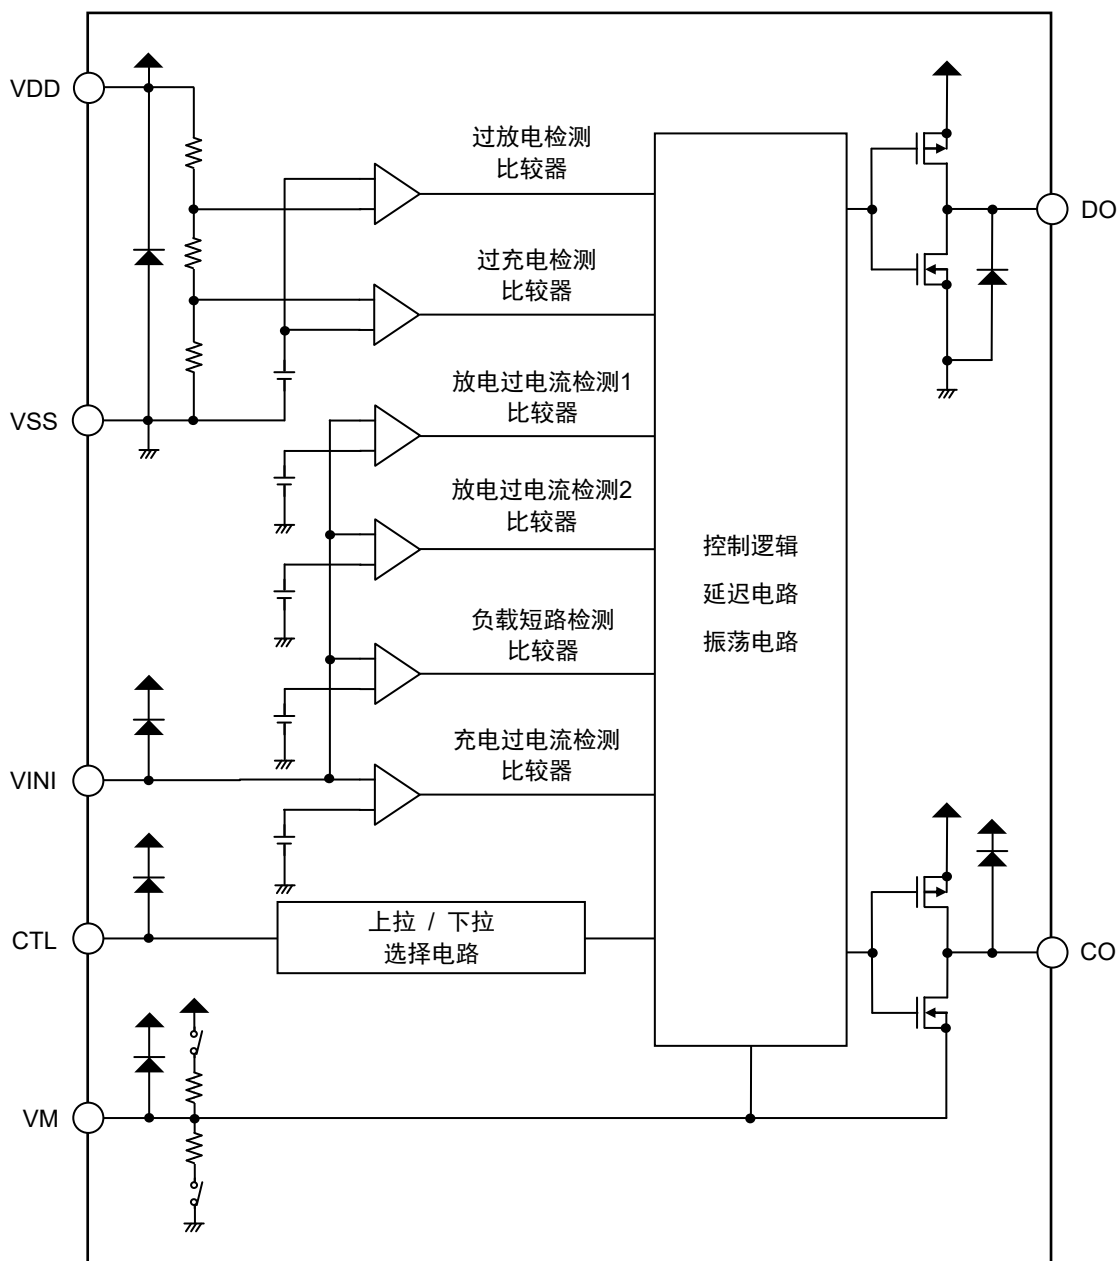 VDD
过放电检测
比较器
DO
过充电检测
比较器
VSS
放电过电流检测1
比较器
放电过电流检测2
比较器
控制逻辑
延迟电路
振荡电路
负载短路检测
比较器
VINI
充电过电流检测
比较器
CTL
上拉 / 下拉
选择电路
CO
VM